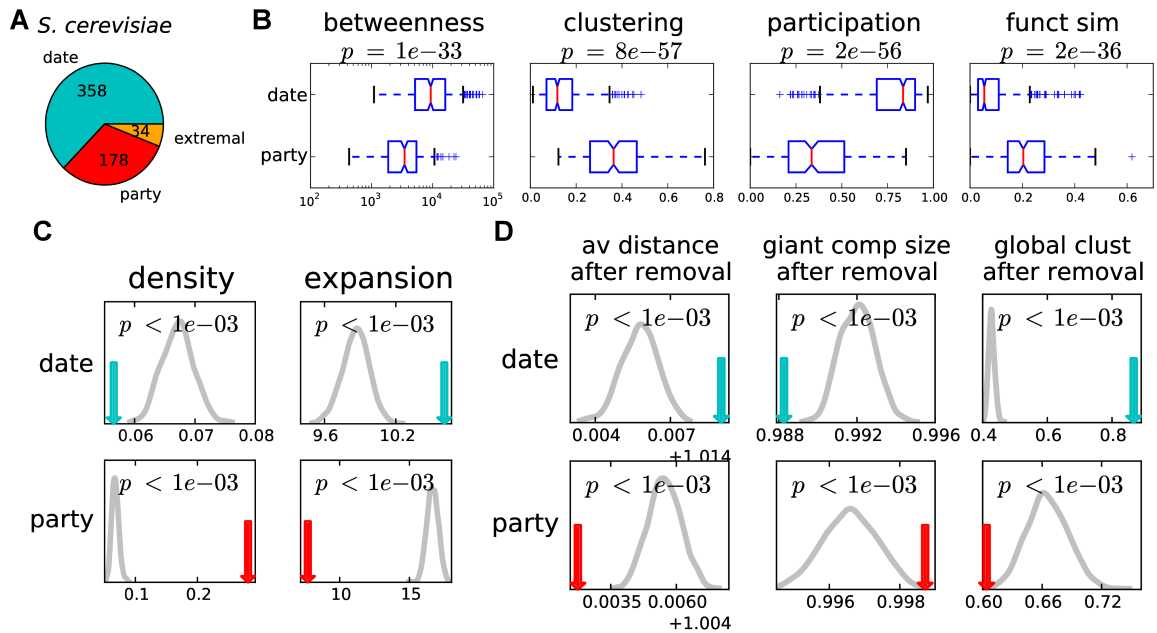 A S. cerevisiae
date
358
34
extremal
178
party
B betweenness clustering participation funct sim
p = 1e−33 p = 8e−57 p = 2e−56 p = 2e−36
date
party
10² 10³ 10⁴ 10⁵ 0.0 0.2 0.4 0.6 0.8 0.00 0.25 0.50 0.75 1.00 0.0 0.2 0.4 0.6
C
density expansion
p < 1e−03 p < 1e−03
date
0.06 0.07 0.08 9.6 10.2
p < 1e−03 p < 1e−03
party
0.1 0.2 10 15
D
av distance giant comp size global clust
after removal after removal after removal
p < 1e−03 p < 1e−03 p < 1e−03
date
0.004 0.007 0.988 0.992 0.996 0.4 0.6 0.8
+1.014
p < 1e−03 p < 1e−03 p < 1e−03
party
0.0035 0.0060 0.996 0.998 0.60 0.66 0.72
+1.004